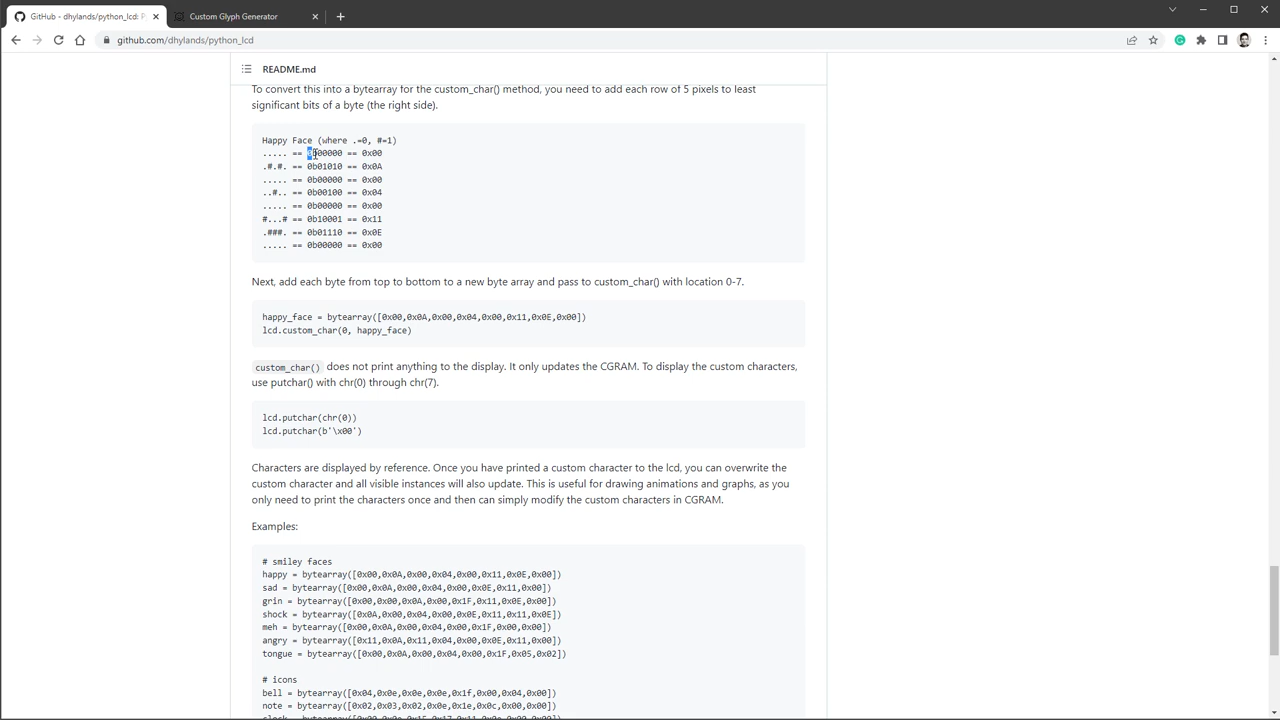 GitHub - dhylands/python_lcd: P
Custom Glyph Generator
github.com/dhylands/python_lcd
README.md
To convert this into a bytearray for the custom_char() method, you need to add each row of 5 pixels to least
significant bits of a byte (the right side).
Happy Face (where .=0, #=1)
..... == 0b00000 == 0x00
.#.#. == 0b01010 == 0x0A
..... == 0b00000 == 0x00
..#.. == 0b00100 == 0x04
..... == 0b00000 == 0x00
#...# == 0b10001 == 0x11
.###. == 0b01110 == 0x0E
..... == 0b00000 == 0x00
Next, add each byte from top to bottom to a new byte array and pass to custom_char() with location 0-7.
happy_face = bytearray([0x00,0x0A,0x00,0x04,0x00,0x11,0x0E,0x00])
lcd.custom_char(0, happy_face)
custom_char() does not print anything to the display. It only updates the CGRAM. To display the custom characters,
use putchar() with chr(0) through chr(7).
lcd.putchar(chr(0))
lcd.putchar(b'\x00')
Characters are displayed by reference. Once you have printed a custom character to the lcd, you can overwrite the
custom character and all visible instances will also update. This is useful for drawing animations and graphs, as you
only need to print the characters once and then can simply modify the custom characters in CGRAM.
Examples:
# smiley faces
happy = bytearray([0x00,0x0A,0x00,0x04,0x00,0x11,0x0E,0x00])
sad = bytearray([0x00,0x0A,0x00,0x04,0x00,0x0E,0x11,0x00])
grin = bytearray([0x00,0x00,0x0A,0x00,0x1F,0x11,0x0E,0x00])
shock = bytearray([0x0A,0x00,0x04,0x00,0x0E,0x11,0x11,0x0E])
meh = bytearray([0x00,0x0A,0x00,0x04,0x00,0x1F,0x00,0x00])
angry = bytearray([0x11,0x0A,0x11,0x04,0x00,0x0E,0x11,0x00])
tongue = bytearray([0x00,0x0A,0x00,0x04,0x00,0x1F,0x05,0x02])
# icons
bell = bytearray([0x04,0x0e,0x0e,0x0e,0x1f,0x00,0x04,0x00])
note = bytearray([0x02,0x03,0x02,0x0e,0x1e,0x0c,0x00,0x00])